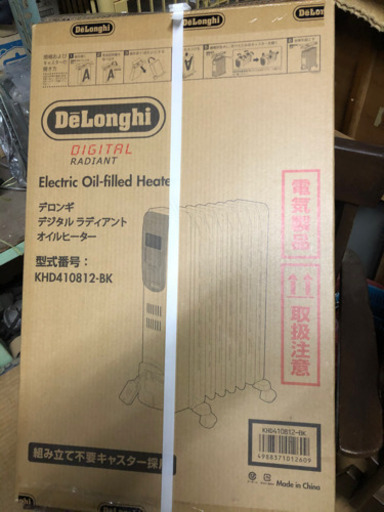 DeLonghi
DeLonghi
DeLonghi
DIGITAL
RADIANT
Electric Oil-filled Heate
デロンギ
デジタル ラディアント
オイルヒーター
型式番号：
KHD410812-BK
電気製品
取扱注意
KHD410812-BK
4988371012609
Made in China
組み立て不要キャスター採用